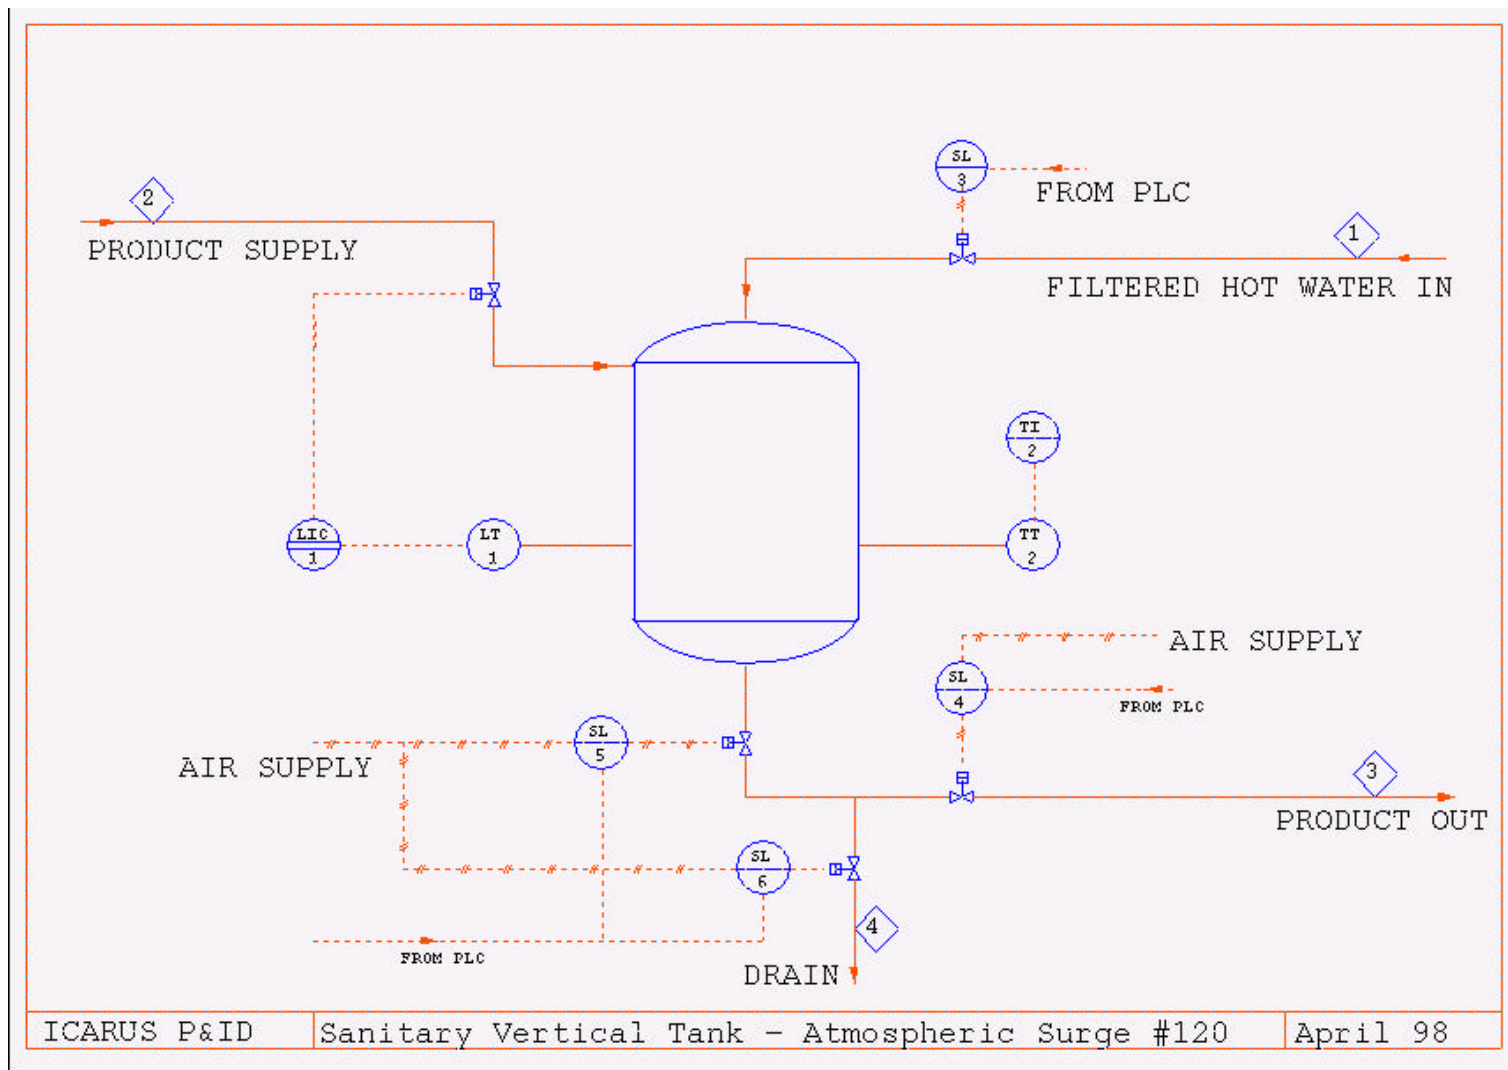 SL
3
FROM PLC
2
PRODUCT SUPPLY
1
FILTERED HOT WATER IN
TI
2
LIC
1
LT
1
TT
2
AIR SUPPLY
SL
4
FROM PLC
SL
5
AIR SUPPLY
3
PRODUCT OUT
SL
6
4
FROM PLC
DRAIN
ICARUS P&ID
Sanitary Vertical Tank – Atmospheric Surge #120
April 98